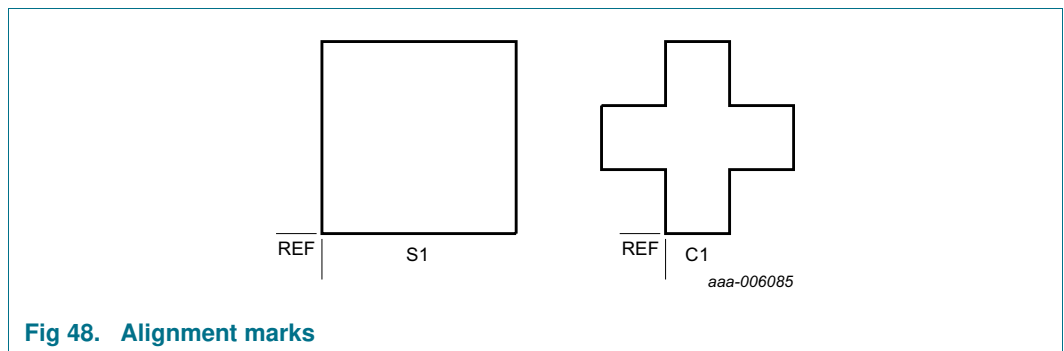 REF
S1
REF
C1
aaa-006085
Fig 48. Alignment marks